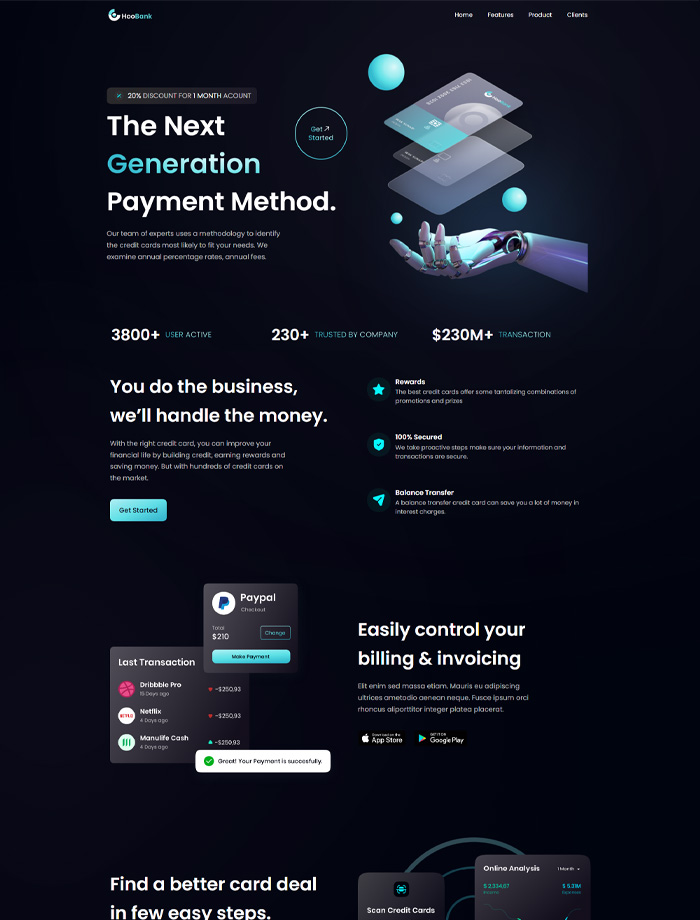 HooBank
Home Features Product Clients
20% DISCOUNT FOR 1 MONTH ACOUNT
The Next
Generation
Payment Method.
Get ↗
Started
HooBank
Our team of experts uses a methodology to identify
the credit cards most likely to fit your needs. We
examine annual percentage rates, annual fees.
3800+ USER ACTIVE
230+ TRUSTED BY COMPANY
$230M+ TRANSACTION
You do the business,
we’ll handle the money.
With the right credit card, you can improve your
financial life by building credit, earning rewards and
saving money. But with hundreds of credit cards on
the market.
Get Started
Rewards
The best credit cards offer some tantalizing combinations of
promotions and prizes
100% Secured
We take proactive steps make sure your information and
transactions are secure.
Balance Transfer
A balance transfer credit card can save you a lot of money in
interest charges.
Paypal
Checkout
Total
$210
Change
Make Payment
Last Transaction
Dribbble Pro
15 Days ago
-$250,93
NETFLIX
Netflix
4 Days ago
-$250,93
Manulife Cash
4 Days ago
-$250,93
Great! Your Paymant is succesfully.
Easily control your
billing & invoicing
Elit enim sed massa etiam. Mauris eu adipiscing
ultrices ametodio aenean neque. Fusce ipsum orci
rhoncus aliporttitor integer platea placerat.
Download on the
App Store
GET IT ON
Google Play
Find a better card deal
in few easy steps.
Scan Credit Cards
Online Analysis
1 Month